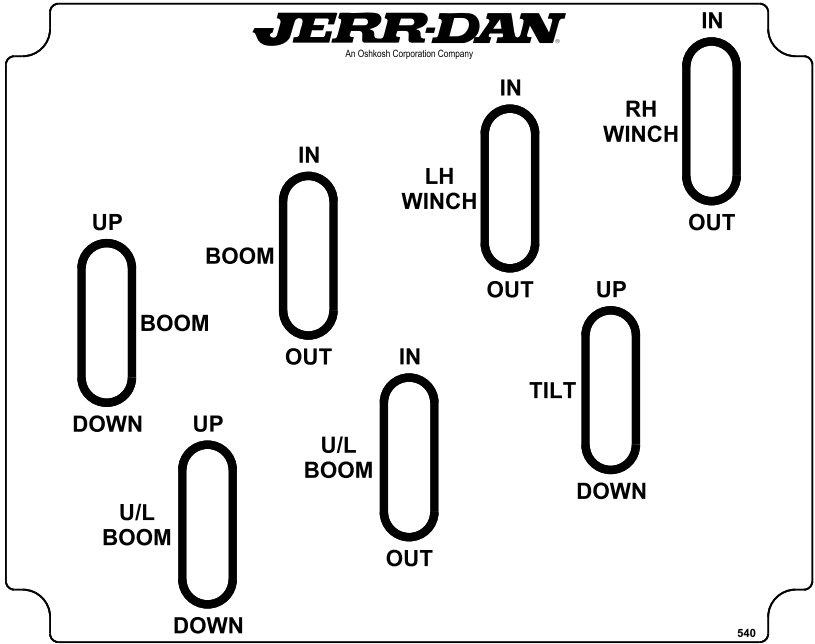 JERR-DAN
An Oshkosh Corporation Company
IN
RH
WINCH
OUT
IN
LH
WINCH
OUT
IN
BOOM
OUT
UP
BOOM
DOWN
UP
TILT
DOWN
IN
U/L
BOOM
OUT
UP
U/L
BOOM
DOWN
540